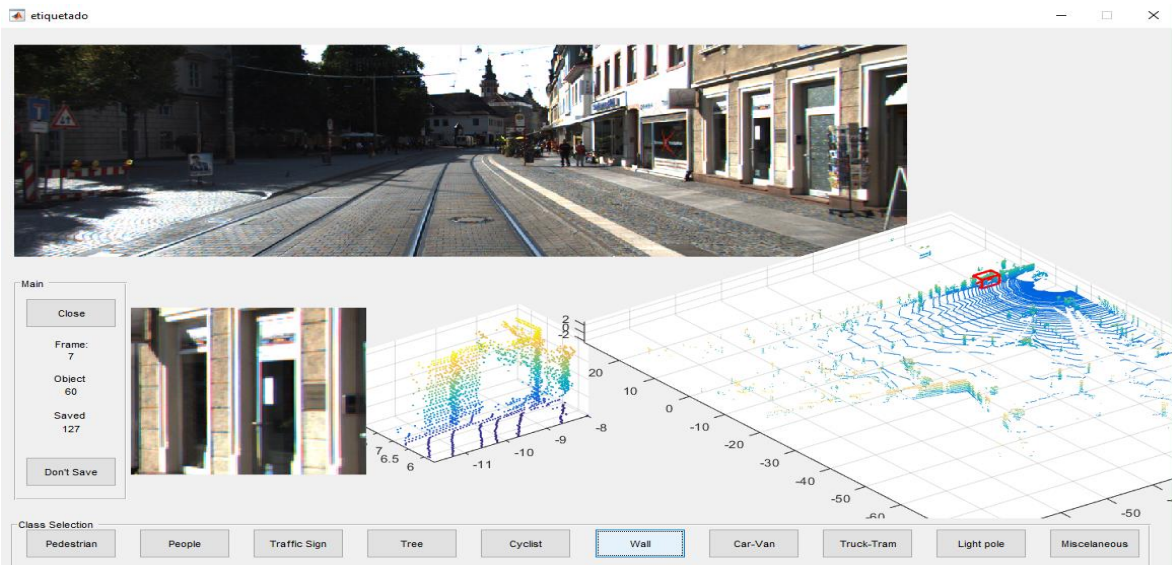 etiquetado
Main
Close
Frame:
7
Object
60
Saved
127
Don't Save
7
6.5
6
-11
-10
-9
-8
2
0
-2
20
10
0
-10
-20
-30
-40
-50
-60
-50
Class Selection
Pedestrian
People
Traffic Sign
Tree
Cyclist
Wall
Car-Van
Truck-Tram
Light pole
Miscelaneous